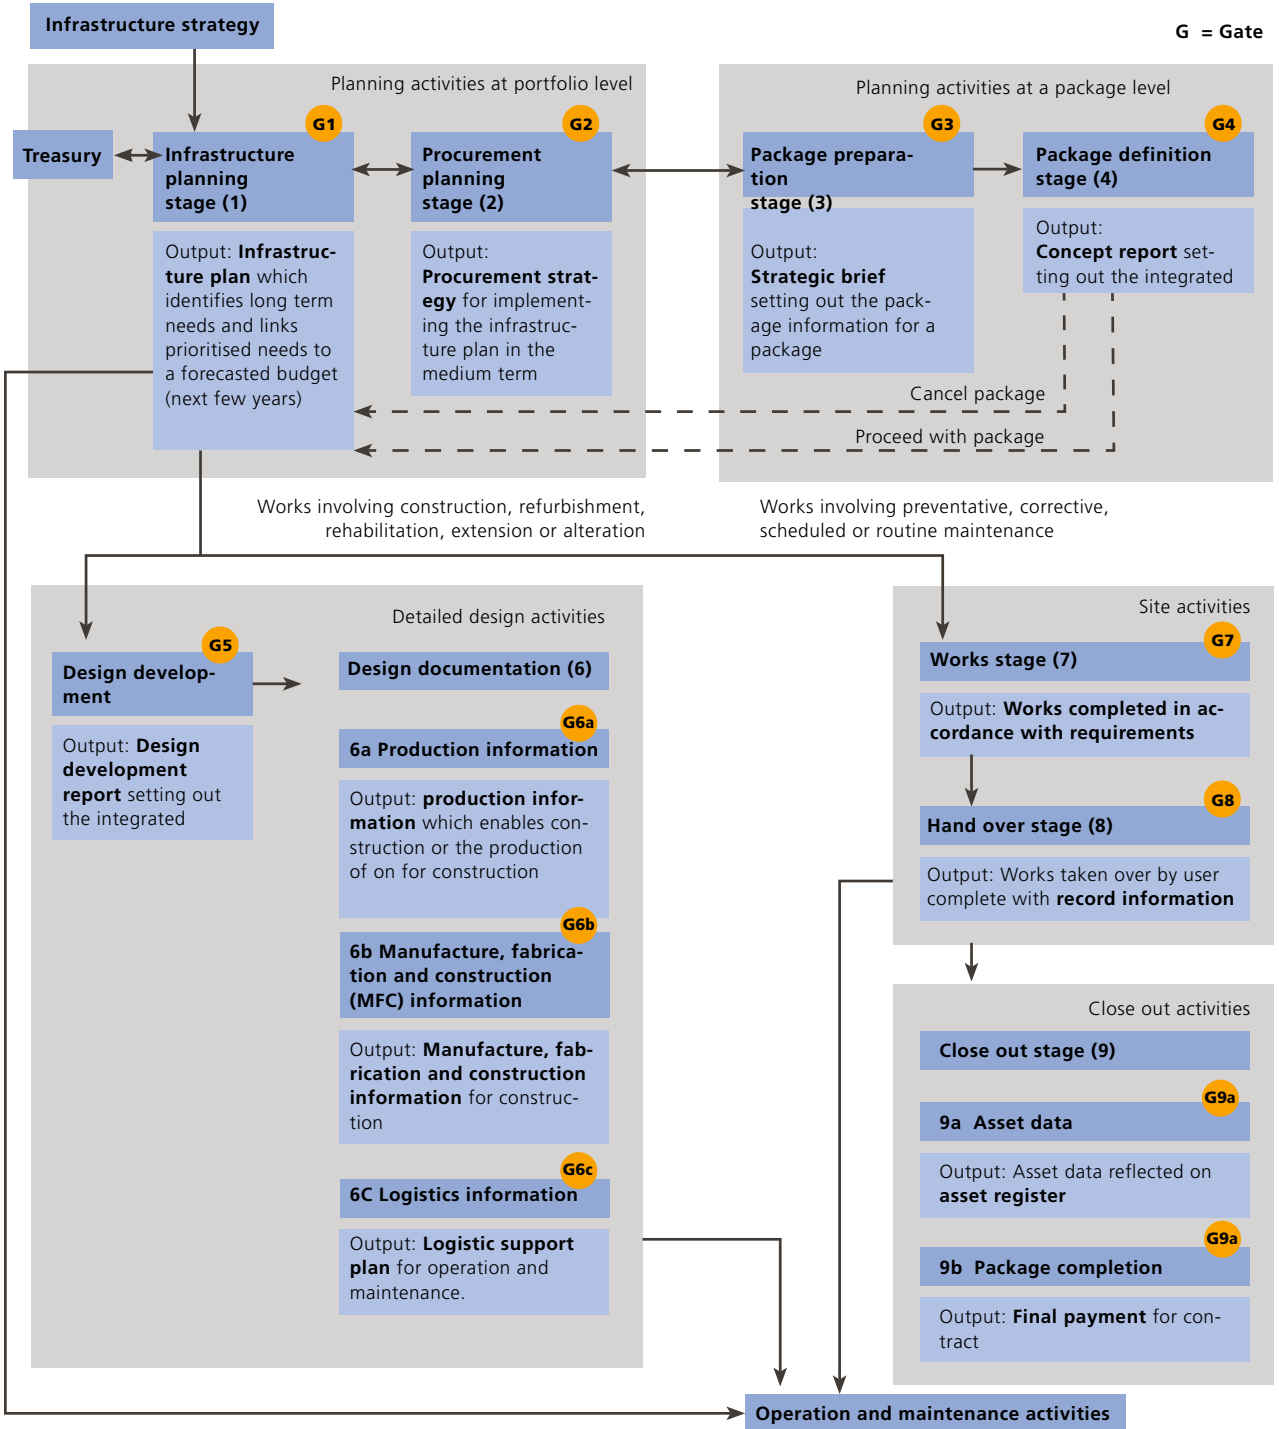 Infrastructure strategy
G = Gate
Planning activities at portfolio level
Treasury
G1
Infrastructure
planning
stage (1)
Output: Infrastruc-
ture plan which
identifies long term
needs and links
prioritised needs to
a forecasted budget
(next few years)
G2
Procurement
planning
stage (2)
Output:
Procurement strat-
egy for implement-
ing the infrastruc-
ture plan in the
medium term
Planning activities at a package level
G3
Package prepara-
tion
stage (3)
Output:
Strategic brief
setting out the pack-
age information for a
package
G4
Package definition
stage (4)
Output:
Concept report set-
ting out the integrated
Cancel package
Proceed with package
Works involving construction, refurbishment,
rehabilitation, extension or alteration
Works involving preventative, corrective,
scheduled or routine maintenance
Detailed design activities
G5
Design develop-
ment
Output: Design
development
report setting out
the integrated
Design documentation (6)
G6a
6a Production information
Output: production infor-
mation which enables con-
struction or the production
of on for construction
G6b
6b Manufacture, fabrica-
tion and construction
(MFC) information
Output: Manufacture, fab-
rication and construction
information for construc-
tion
G6c
6C Logistics information
Output: Logistic support
plan for operation and
maintenance.
Site activities
G7
Works stage (7)
Output: Works completed in ac-
cordance with requirements
G8
Hand over stage (8)
Output: Works taken over by user
complete with record information
Close out activities
Close out stage (9)
G9a
9a Asset data
Output: Asset data reflected on
asset register
G9a
9b Package completion
Output: Final payment for con-
tract
Operation and maintenance activities